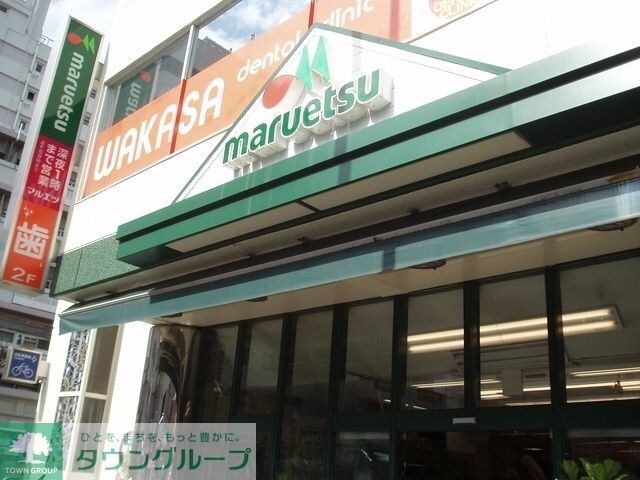 maruetsu
深夜1時
まで営業
マルエツ
歯
2F
WAKASA dental clinic
maruetsu
TOWN GROUP
ひとを、まちを、もっと豊かに。
タウングループ